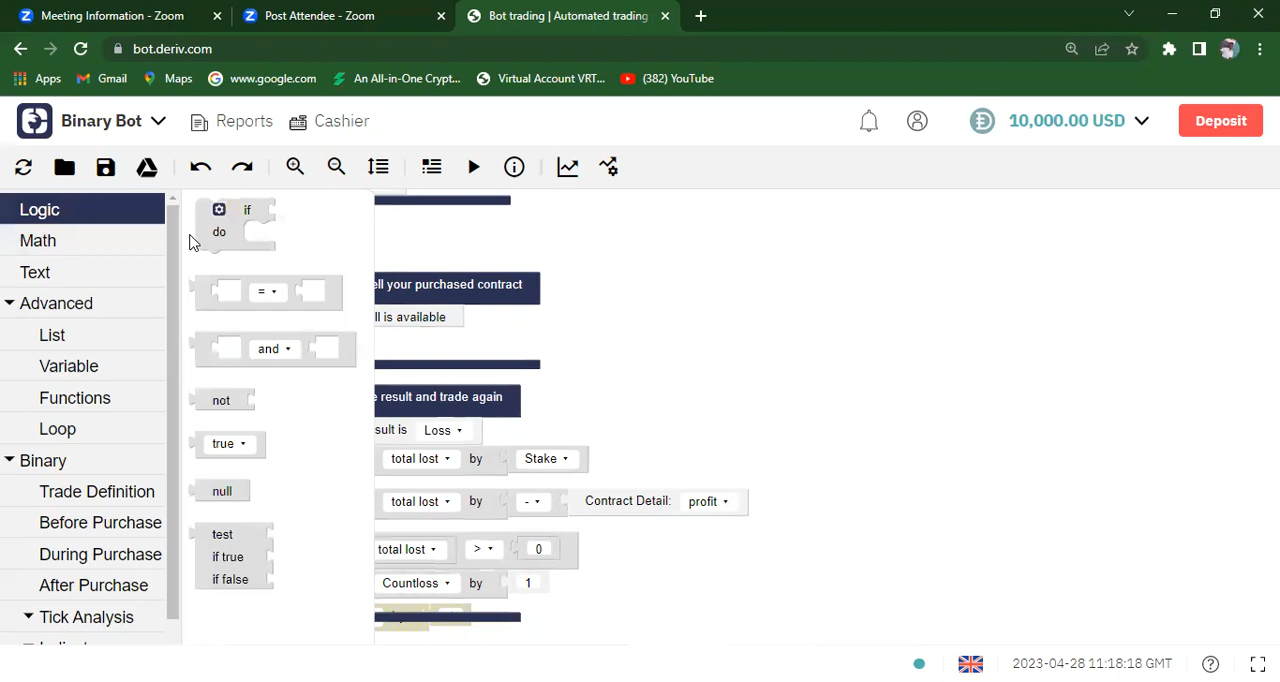 Meeting Information - Zoom
Post Attendee - Zoom
Bot trading | Automated trading
bot.deriv.com
Apps
Gmail
Maps
www.google.com
An All-in-One Crypt...
Virtual Account VRT...
(382) YouTube
Binary Bot
Reports
Cashier
10,000.00 USD
Deposit
Logic
Math
Text
Advanced
List
Variable
Functions
Loop
Binary
Trade Definition
Before Purchase
During Purchase
After Purchase
Tick Analysis
if
do
=
and
not
true
null
test
if true
if false
ell your purchased contract
ll is available
e result and trade again
sult is Loss
total lost by Stake
total lost by - Contract Detail: profit
total lost > 0
Countloss by 1
2023-04-28 11:18:18 GMT